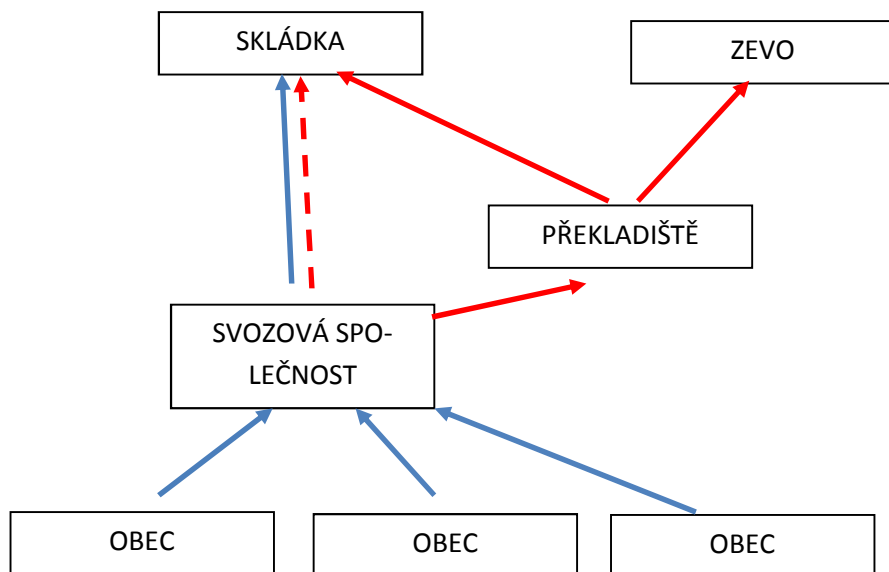 SKLÁDKA
ZEVO
PŘEKLADIŠTĚ
SVOZOVÁ SPO-
LEČNOST
OBEC
OBEC
OBEC